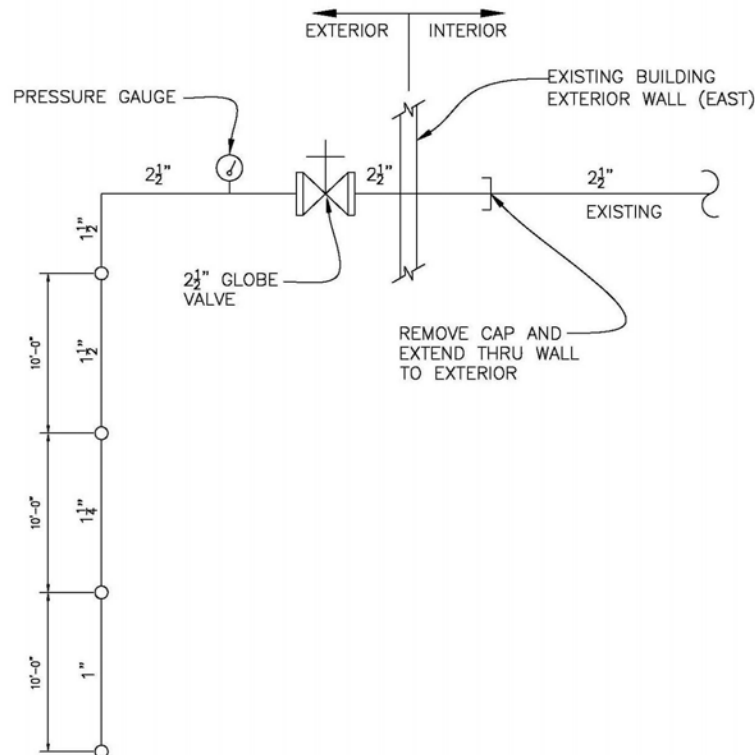 EXTERIOR
INTERIOR
PRESSURE GAUGE
EXISTING BUILDING
EXTERIOR WALL (EAST)
2½"
2½"
2½"
EXISTING
1½"
2½" GLOBE
VALVE
REMOVE CAP AND
EXTEND THRU WALL
TO EXTERIOR
10'-0"
1½"
10'-0"
1¼"
10'-0"
1"